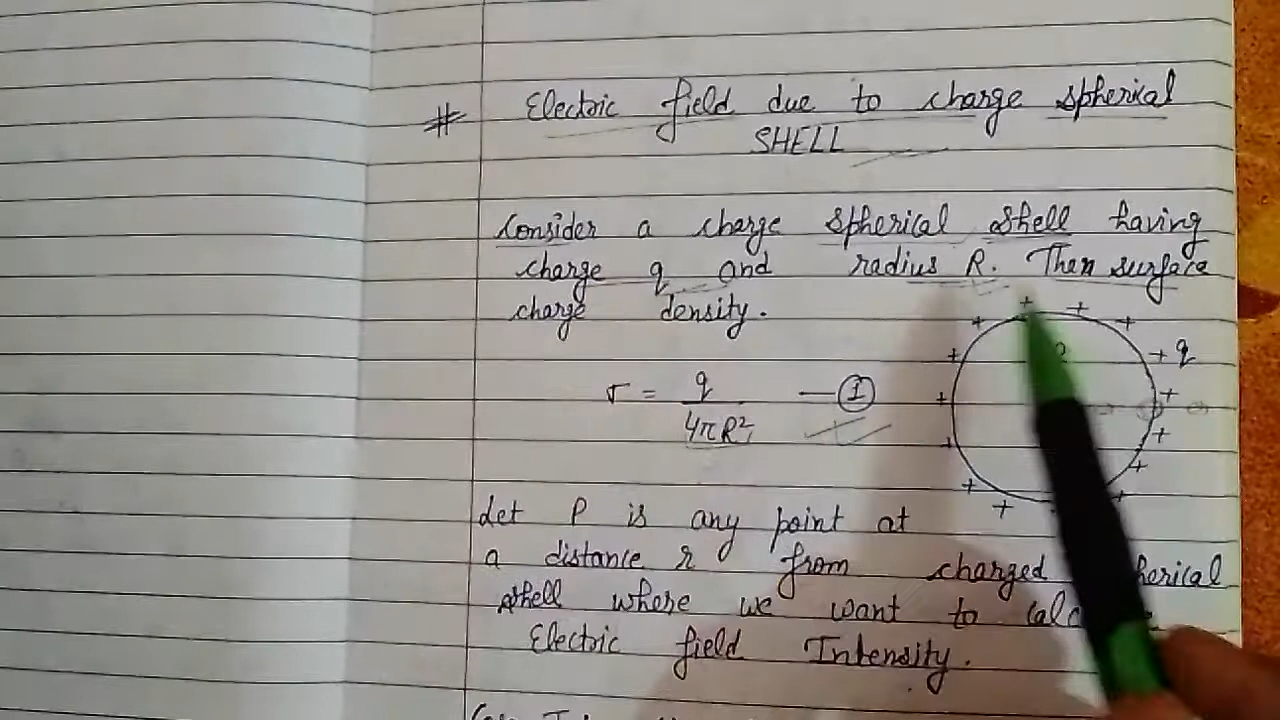 # Electric field due to charge spherical
SHELL
Consider a charge spherical shell having
charge q and radius R. Then surface
charge density.
σ = q / 4πR² — (I)
q
Let P is any point at
a distance r from charged
shell where we want to
Electric field Intensity.